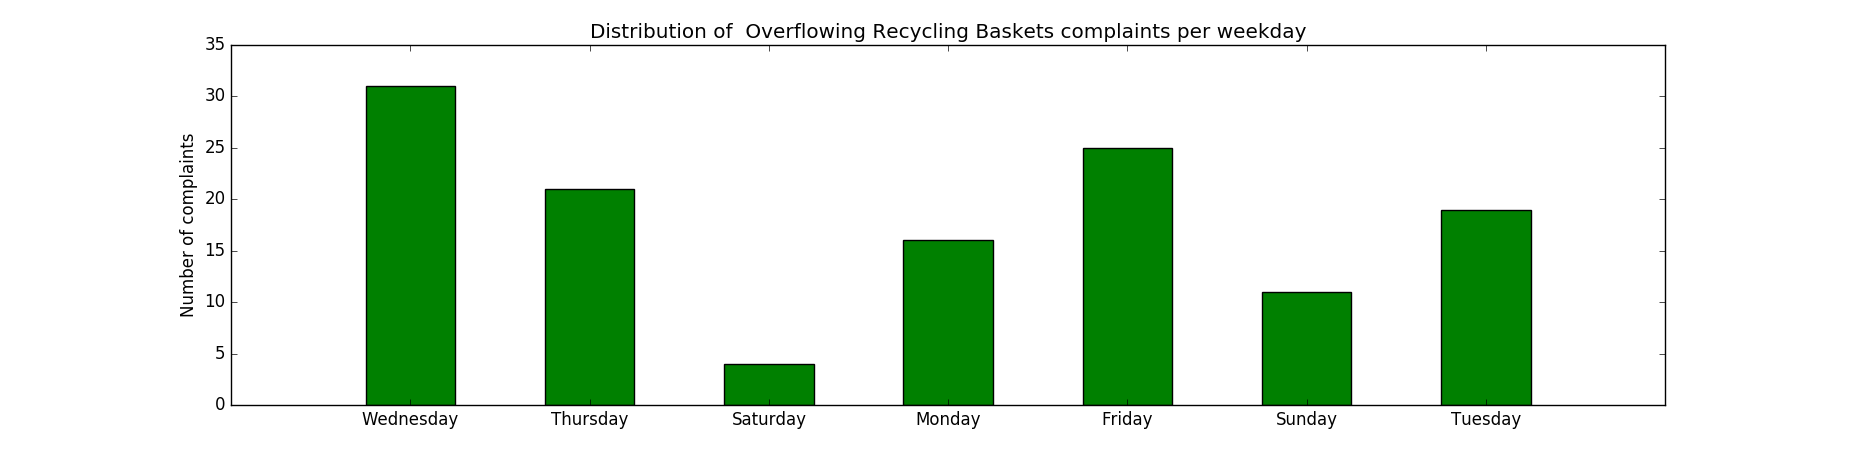 Distribution of  Overflowing Recycling Baskets complaints per weekday
35
30
25
20
15
10
5
0
Number of complaints
Wednesday Thursday Saturday Monday Friday Sunday Tuesday